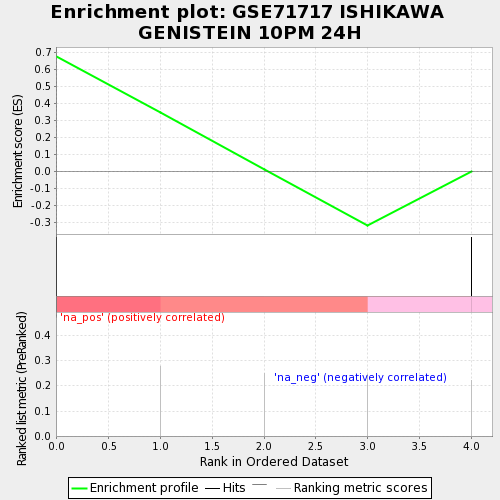 Enrichment plot: GSE71717 ISHIKAWA
GENISTEIN 10PM 24H
Enrichment score (ES)
0.7
0.6
0.5
0.4
0.3
0.2
0.1
0.0
-0.1
-0.2
-0.3
'na_pos' (positively correlated)
Ranked list metric (PreRanked)
0.4
0.3
0.2
0.1
0.0
'na_neg' (negatively correlated)
0.0 0.5 1.0 1.5 2.0 2.5 3.0 3.5 4.0
Rank in Ordered Dataset
Enrichment profile Hits Ranking metric scores